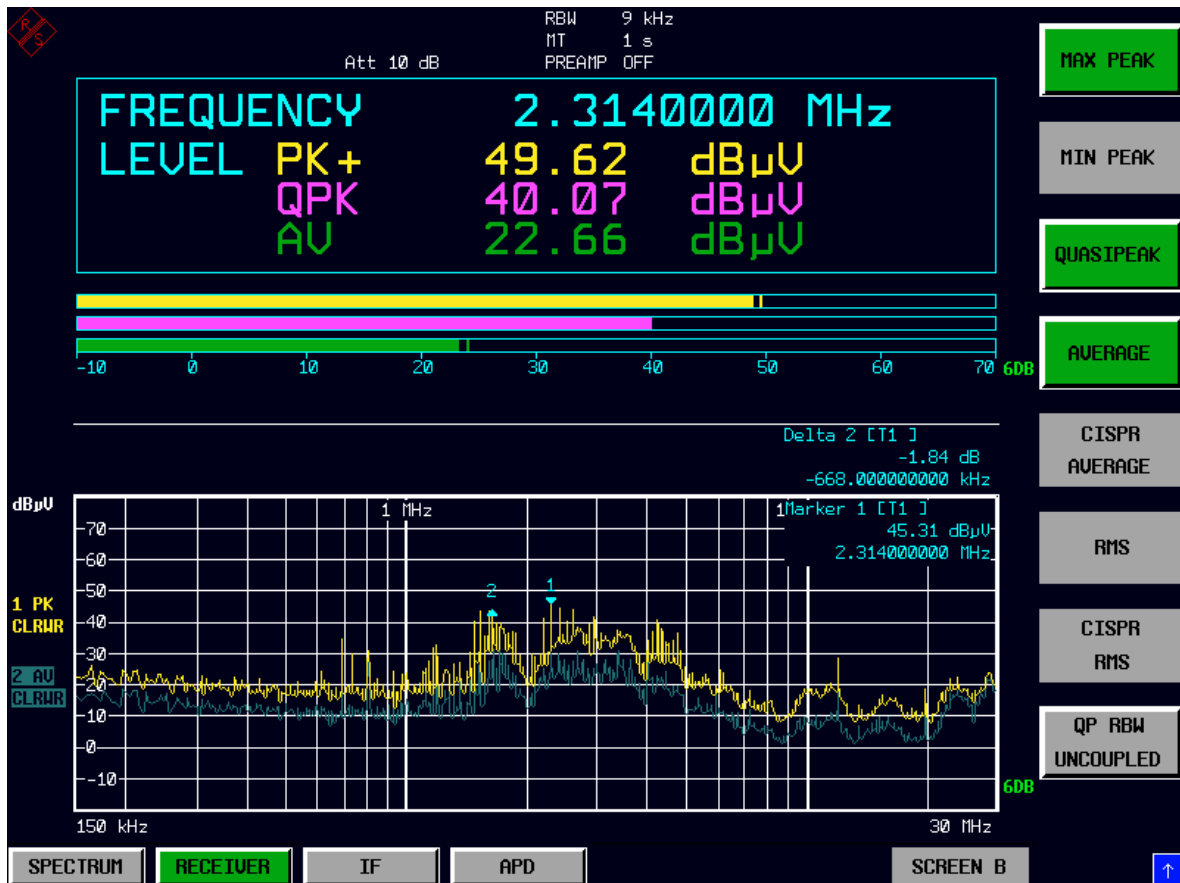 R S
RBW 9 kHz
MT 1 s
Att 10 dB PREAMP OFF
FREQUENCY 2.3140000 MHz
LEVEL PK+ 49.62 dBµV
QPK 40.07 dBµV
AV 22.66 dBµV
-10 0 10 20 30 40 50 60 70 6DB
Delta 2 [T1 ]
-1.84 dB
-668.000000000 kHz
dBµV
1 MHz
1
Marker 1 [T1 ]
45.31 dBµV
2.314000000 MHz
-70
-60
-50
-40
-30
-20
-10
-0
-10
2
1
1 PK
CLRWR
2 AV
CLRWR
6DB
150 kHz 30 MHz
MAX PEAK
MIN PEAK
QUASIPEAK
AVERAGE
CISPR
AVERAGE
RMS
CISPR
RMS
QP RBW
UNCOUPLED
SPECTRUM RECEIVER IF APD SCREEN B ↑